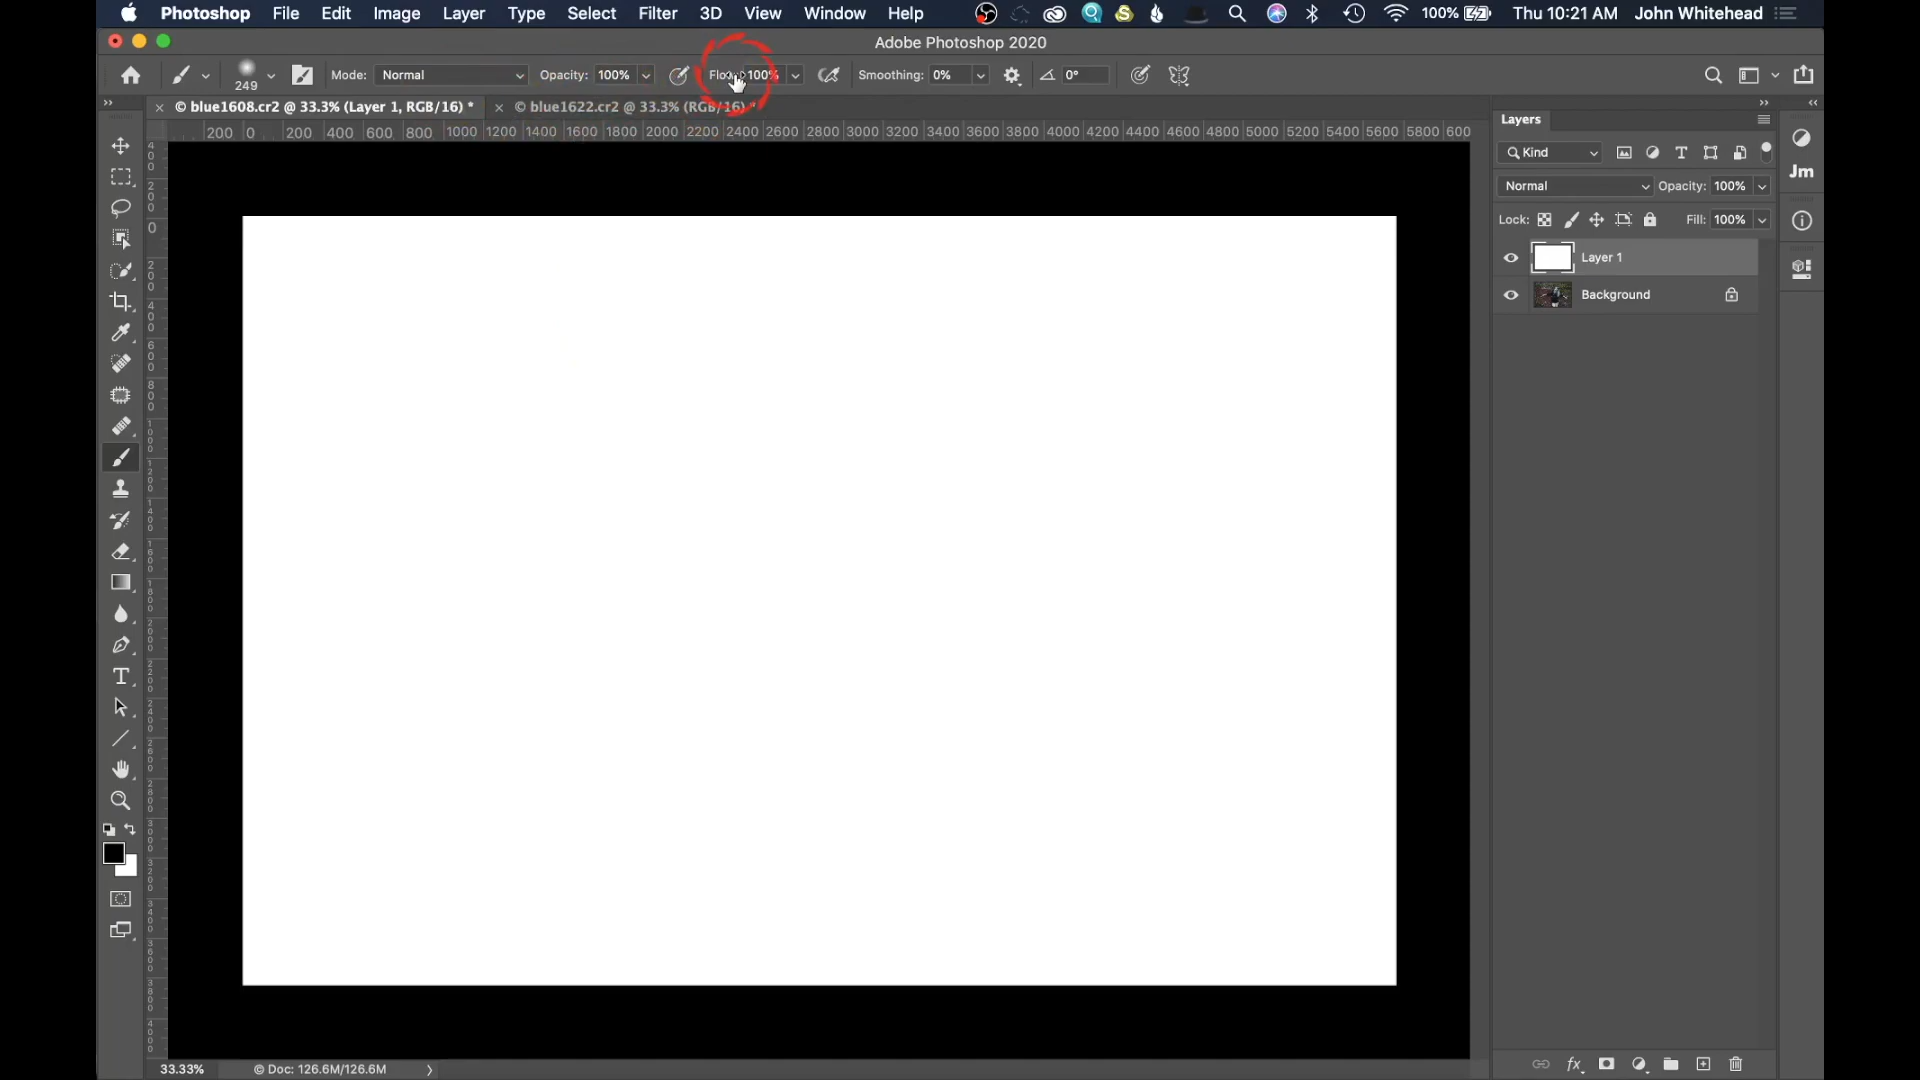 Photoshop File Edit Image Layer Type Select Filter 3D View Window Help 100% Thu 10:21 AM John Whitehead
Adobe Photoshop 2020
249 Mode: Normal Opacity: 100% Flow: 100% Smoothing: 0% 0°
× © blue1608.cr2 @ 33.3% (Layer 1, RGB/16) * × © blue1622.cr2 @ 33.3% (RGB/16) *
200 0 200 400 600 800 1000 1200 1400 1600 1800 2000 2200 2400 2600 2800 3000 3200 3400 3600 3800 4000 4200 4400 4600 4800 5000 5200 5400 5600 5800 600
Layers
Kind
Jm
Normal Opacity: 100%
Lock: Fill: 100%
Layer 1
Background
fx
33.33% © Doc: 126.6M/126.6M